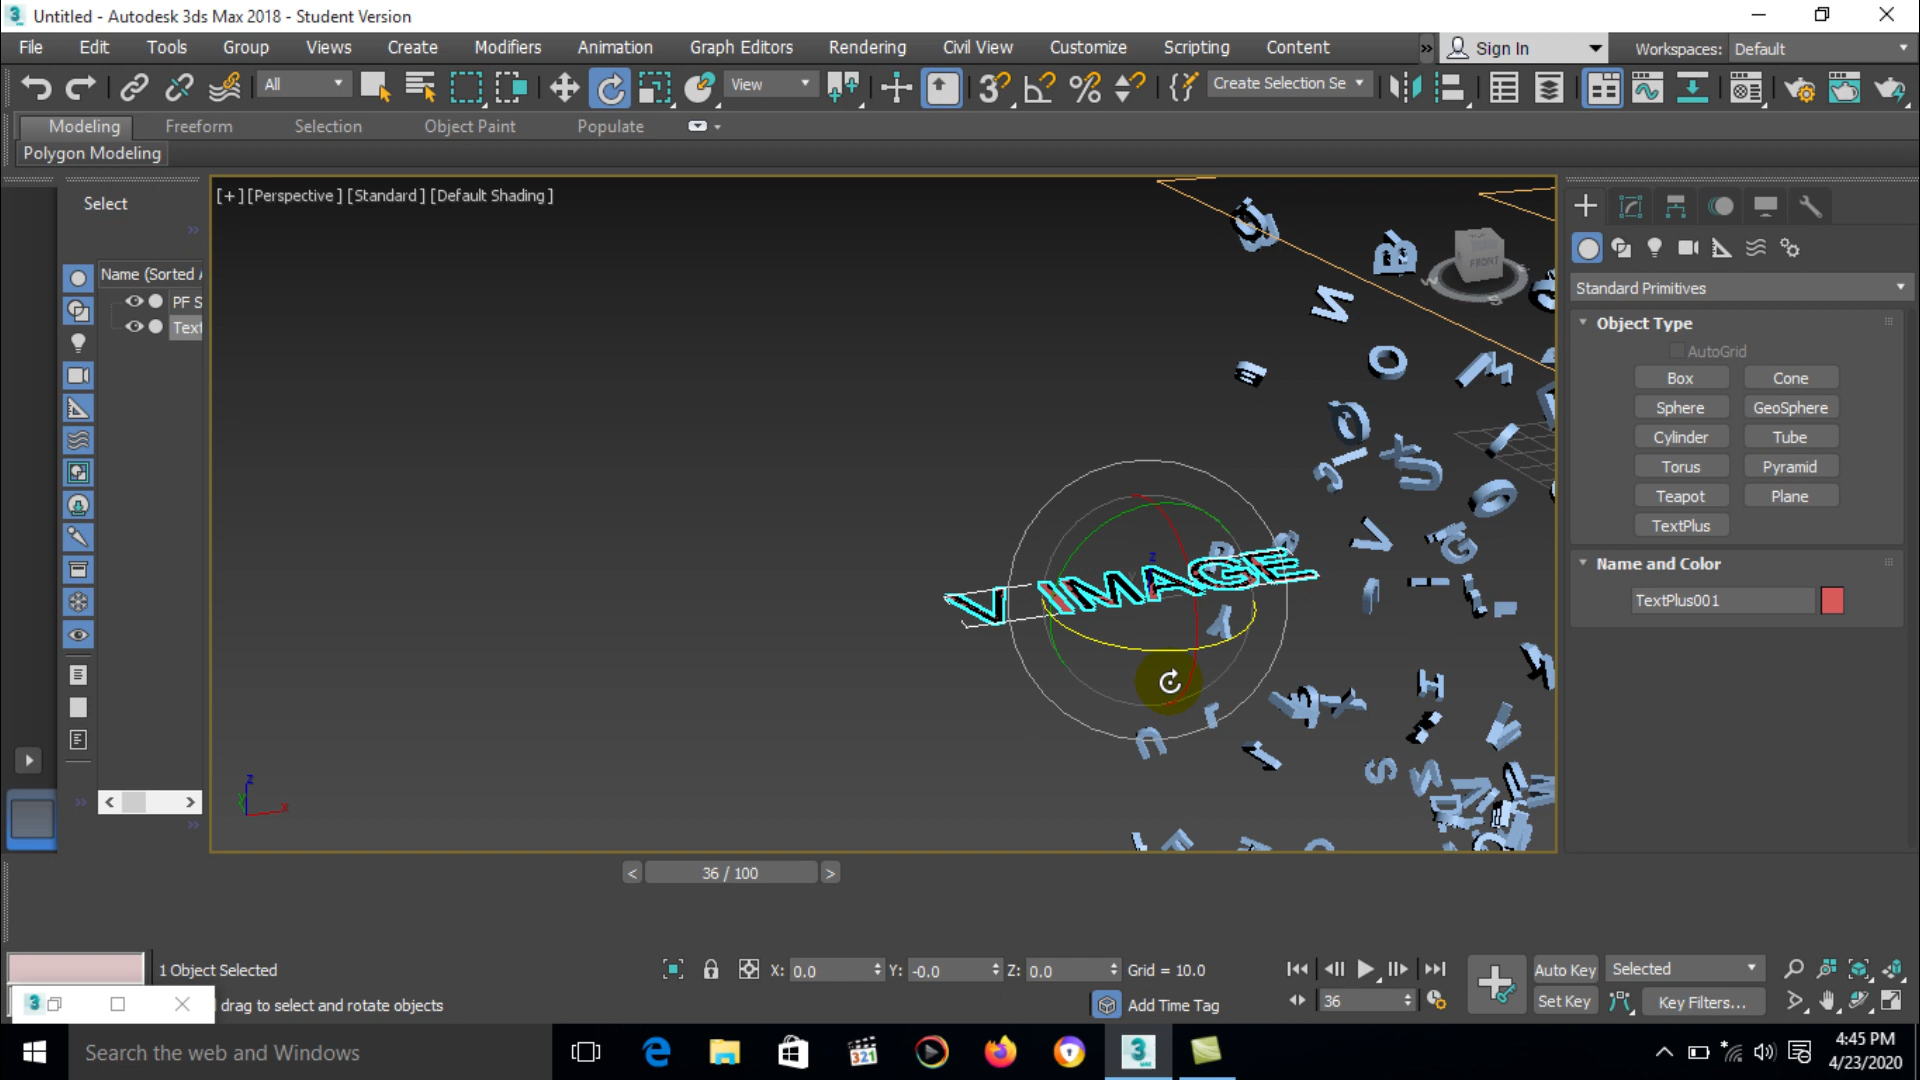 Untitled - Autodesk 3ds Max 2018 - Student Version
File Edit Tools Group Views Create Modifiers Animation Graph Editors Rendering Civil View Customize Scripting Content » Sign In Workspaces: Default
All View Create Selection Se
Modeling Freeform Selection Object Paint Populate
Polygon Modeling
Select
[+] [Perspective ] [Standard ] [Default Shading ]
Name (Sorted A
PF S
Text
FRONT
V IIMAGE
Standard Primitives
Object Type
AutoGrid
Box Cone
Sphere GeoSphere
Cylinder Tube
Torus Pyramid
Teapot Plane
TextPlus
Name and Color
TextPlus001
z
x
< 36 / 100 >
1 Object Selected X: 0.0 Y: -0.0 Z: 0.0 Grid = 10.0 Auto Key Selected
drag to select and rotate objects Add Time Tag 36 Set Key Key Filters...
Search the web and Windows
4:45 PM
4/23/2020